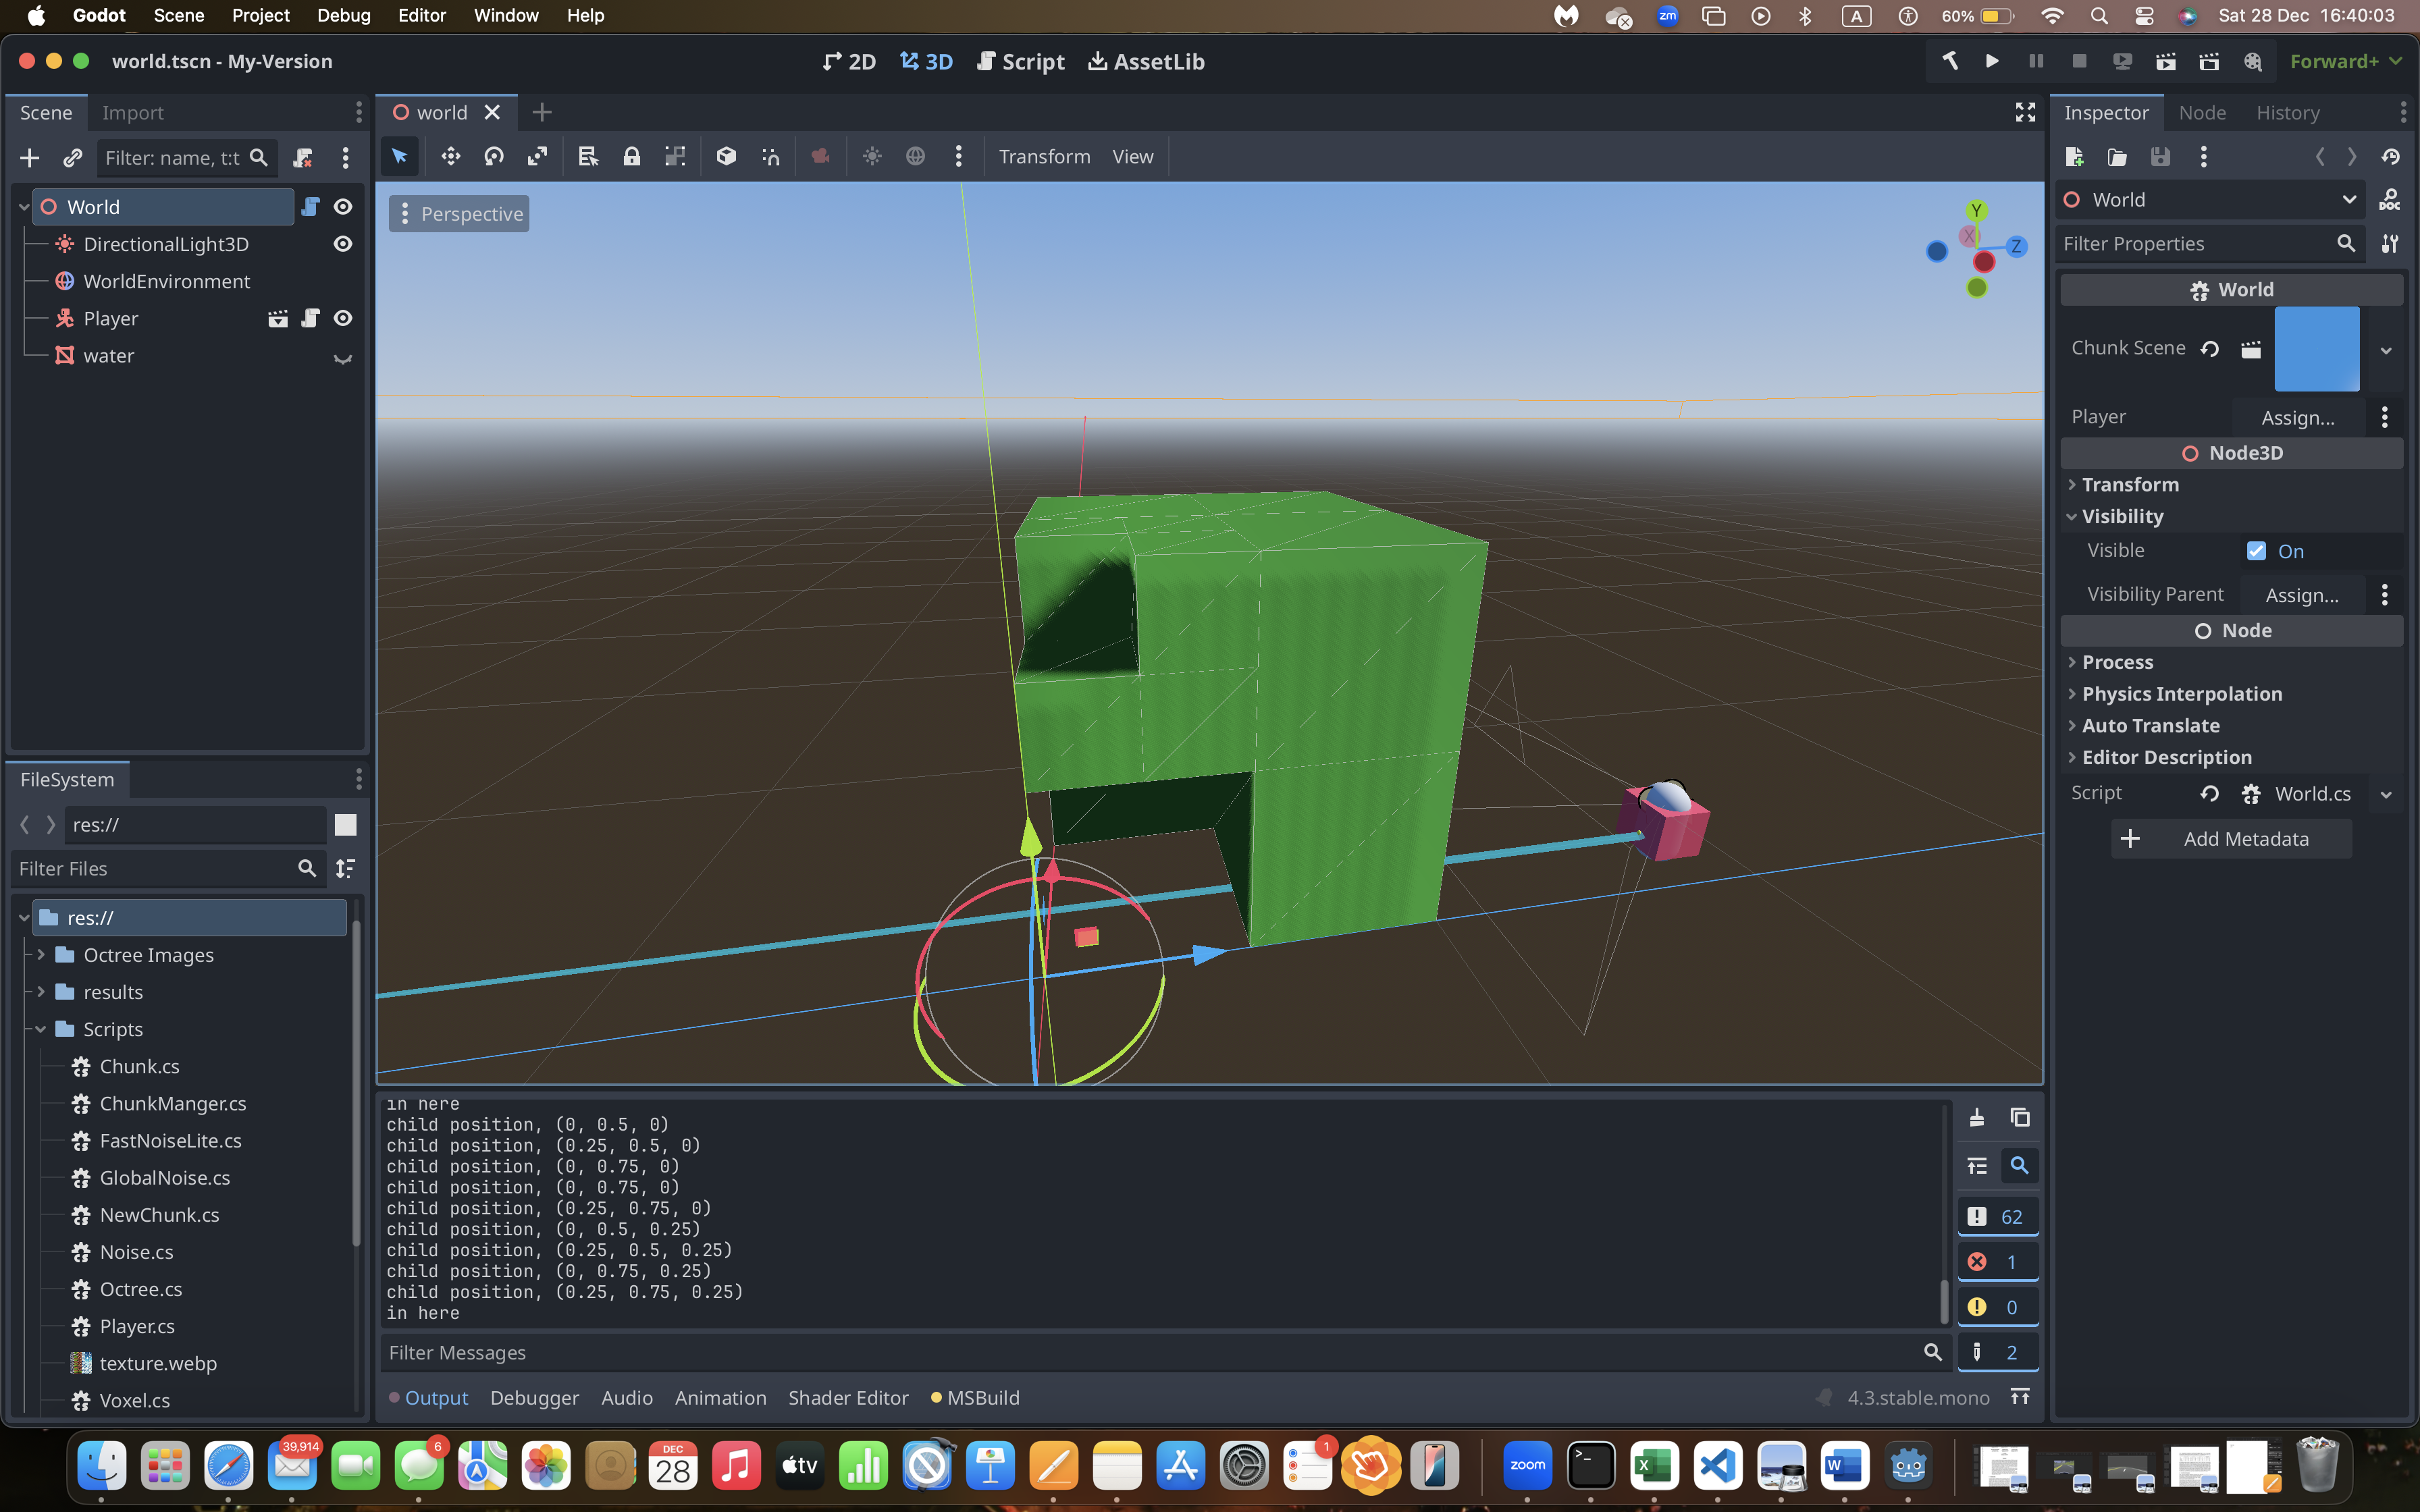 Godot Scene Project Debug Editor Window Help zm A 60% Sat 28 Dec 16:40:03
world.tscn - My-Version 2D 3D Script AssetLib Forward+
Scene Import
Filter: name, t:t
World
DirectionalLight3D
WorldEnvironment
Player
water
FileSystem
res://
Filter Files
res://
Octree Images
results
Scripts
Chunk.cs
ChunkManger.cs
FastNoiseLite.cs
GlobalNoise.cs
NewChunk.cs
Noise.cs
Octree.cs
Player.cs
texture.webp
Voxel.cs
world
Transform View
Perspective
Y
X
Z
in here
child position, (0, 0.5, 0)
child position, (0.25, 0.5, 0)
child position, (0, 0.75, 0)
child position, (0, 0.75, 0)
child position, (0.25, 0.75, 0)
child position, (0, 0.5, 0.25)
child position, (0.25, 0.5, 0.25)
child position, (0, 0.75, 0.25)
child position, (0.25, 0.75, 0.25)
in here
62
1
0
2
Filter Messages
Output Debugger Audio Animation Shader Editor MSBuild 4.3.stable.mono
Inspector Node History
World DOC
Filter Properties
World
Chunk Scene
Player Assign...
Node3D
Transform
Visibility
Visible On
Visibility Parent Assign...
Node
Process
Physics Interpolation
Auto Translate
Editor Description
Script World.cs
Add Metadata
39,914 6 DEC 28 tv 1 zoom X W